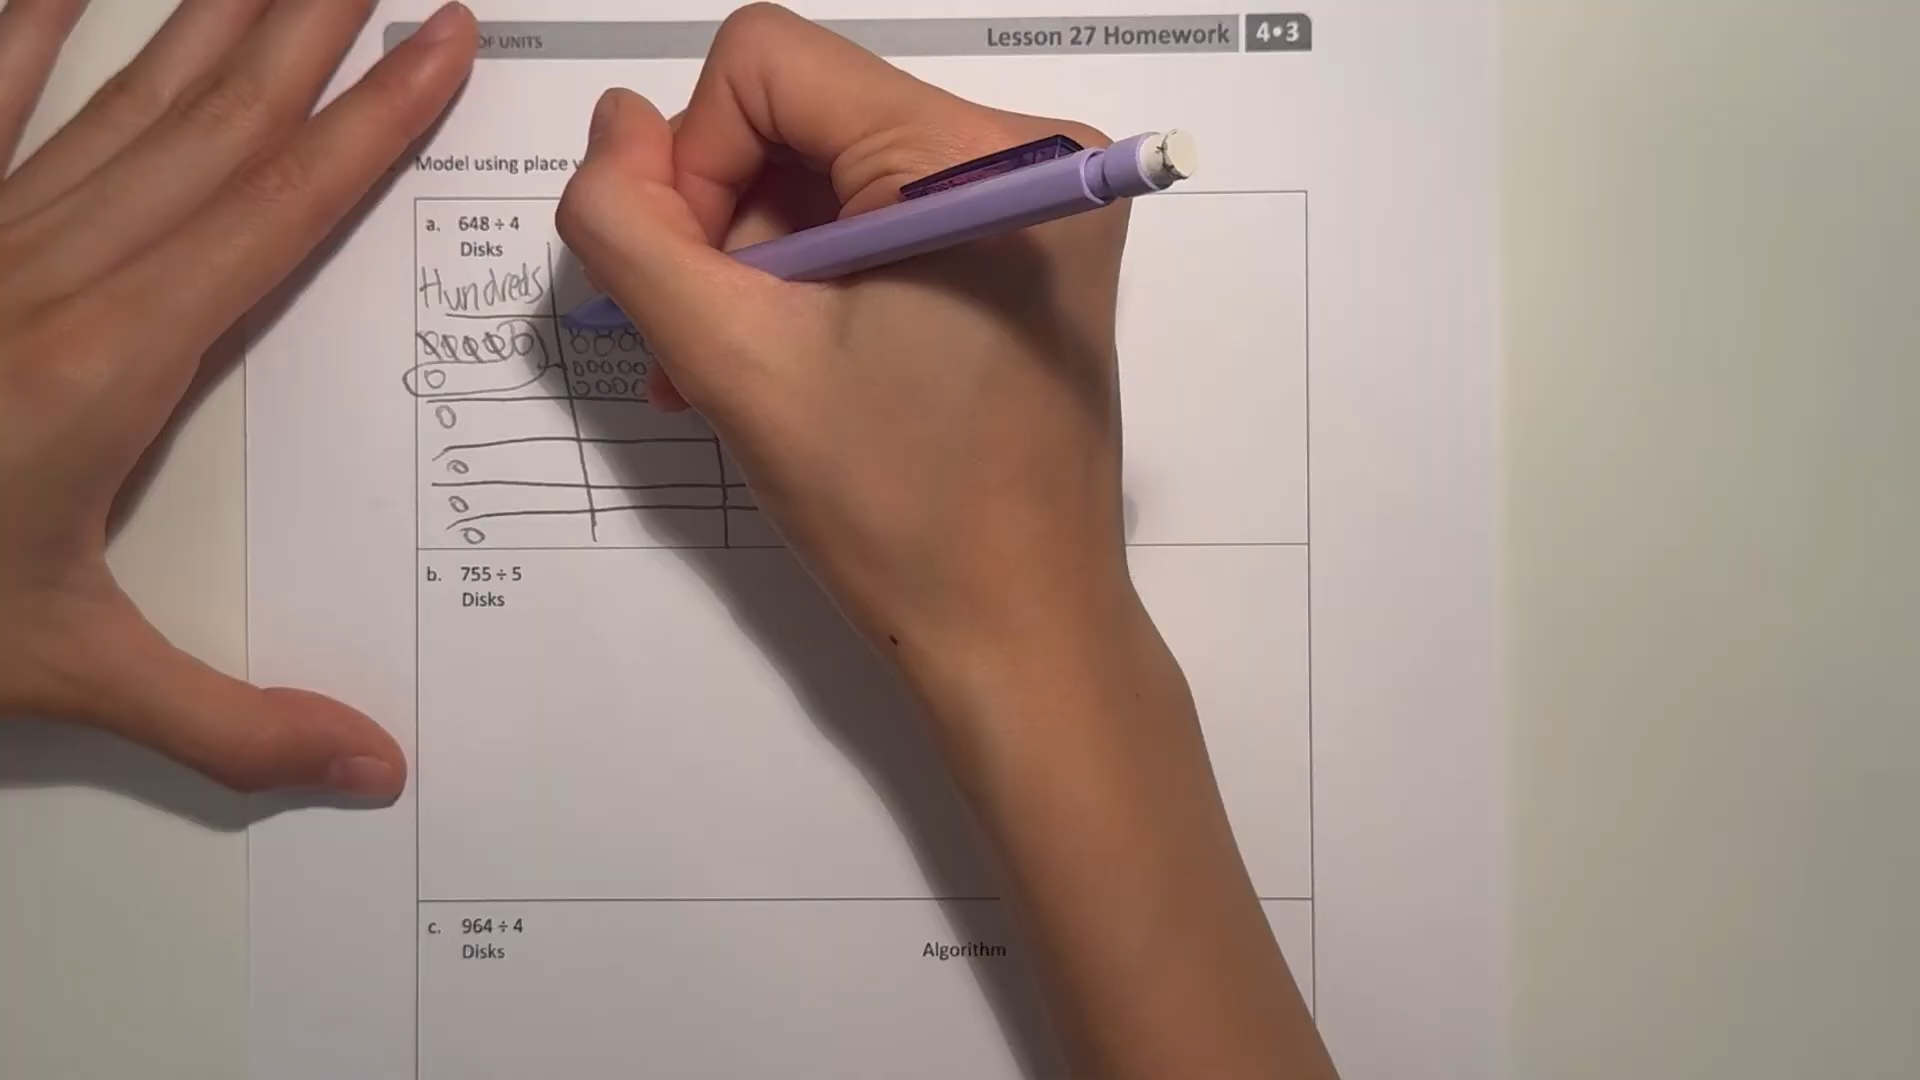 OF UNITS
Lesson 27 Homework 4•3
Model using place
a. 648 ÷ 4
Disks
Hundreds
b. 755 ÷ 5
Disks
c. 964 ÷ 4
Disks
Algorithm